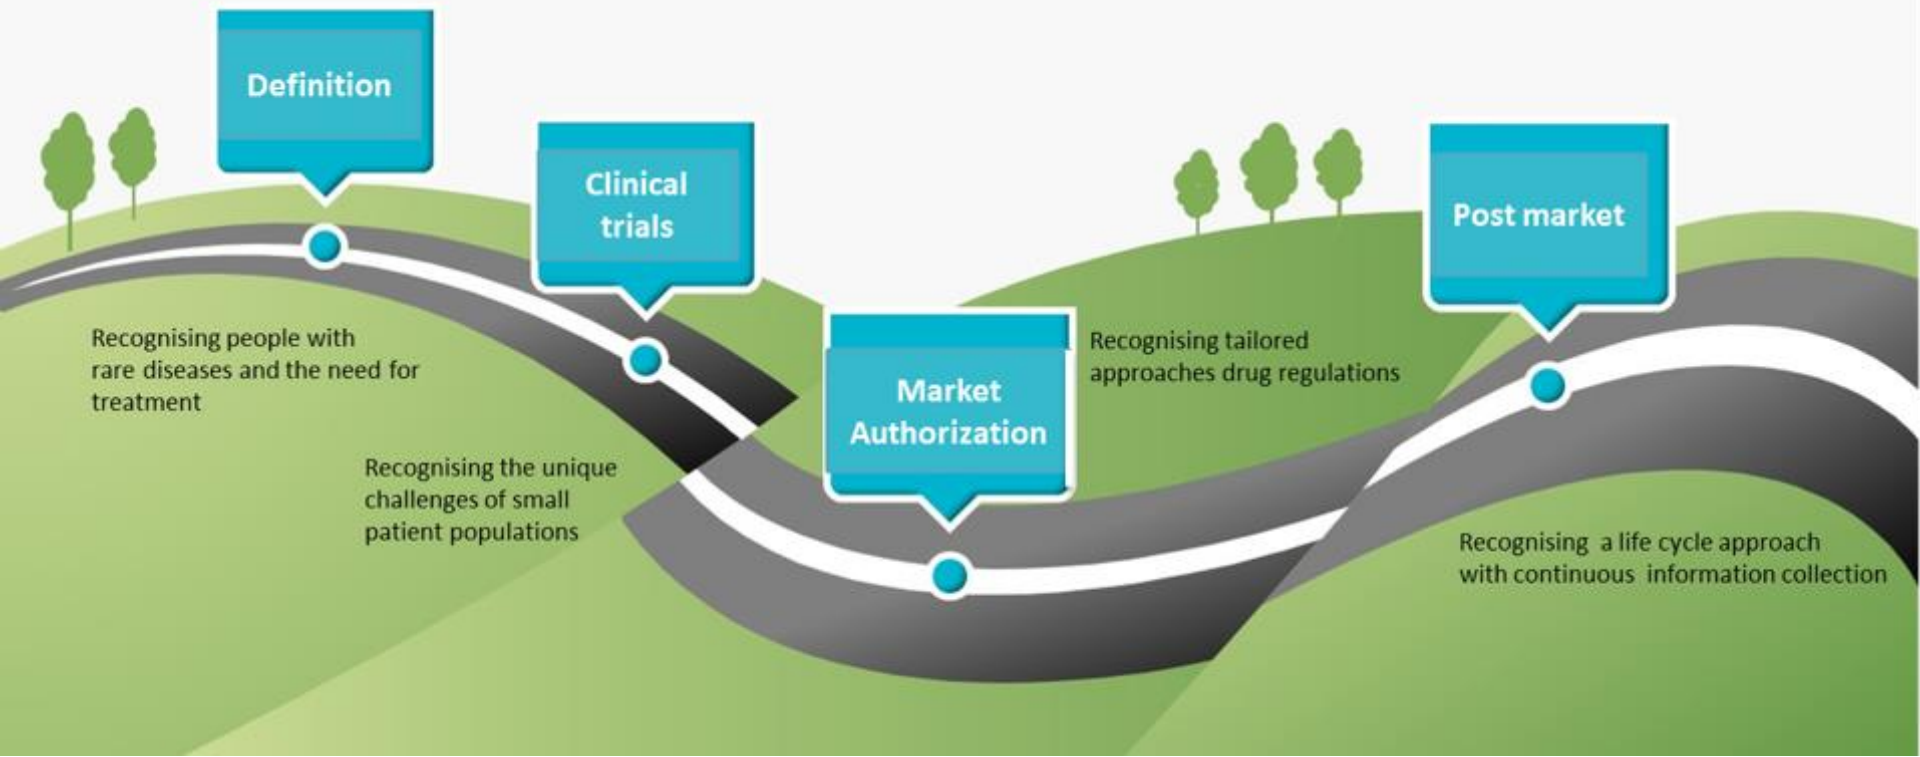 Definition
Clinical
trials
Post market
Recognising people with
rare diseases and the need for
treatment
Market
Authorization
Recognising tailored
approaches drug regulations
Recognising the unique
challenges of small
patient populations
Recognising a life cycle approach
with continuous information collection